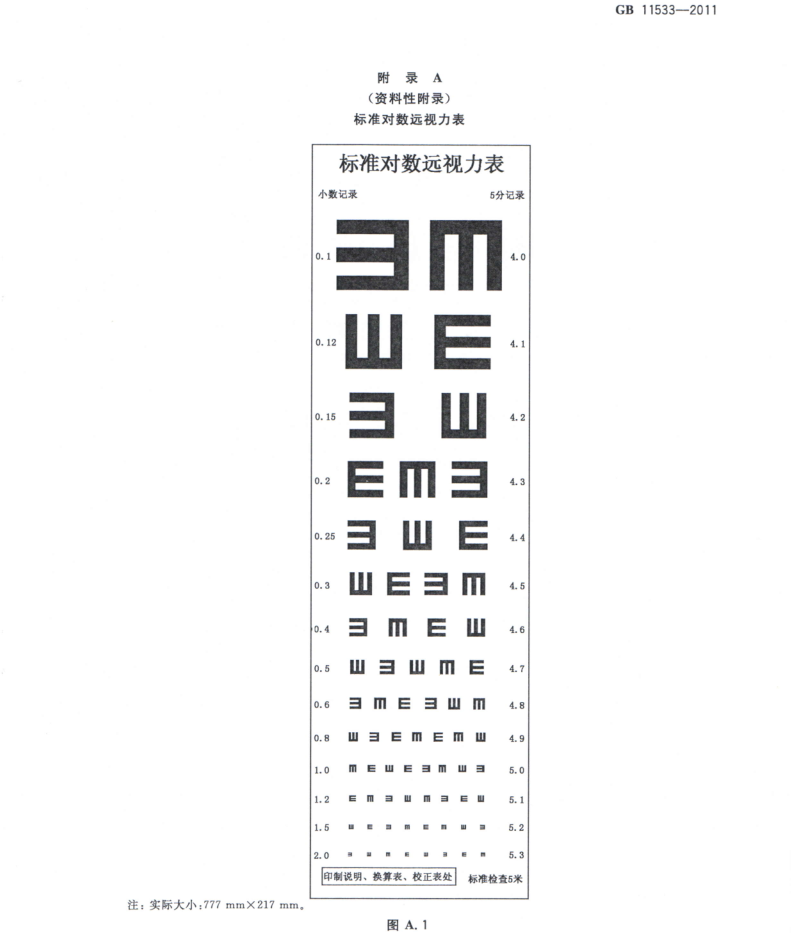 GB 11533—2011
附 录 A
（资料性附录）
标准对数远视力表
标准对数远视力表
小数记录 5分记录
0.1 4.0
0.12 4.1
0.15 4.2
0.2 4.3
0.25 4.4
0.3 4.5
0.4 4.6
0.5 4.7
0.6 4.8
0.8 4.9
1.0 5.0
1.2 5.1
1.5 5.2
2.0 5.3
印制说明、换算表、校正表处 标准检查5米
注：实际大小：777 mm×217 mm。
图 A.1